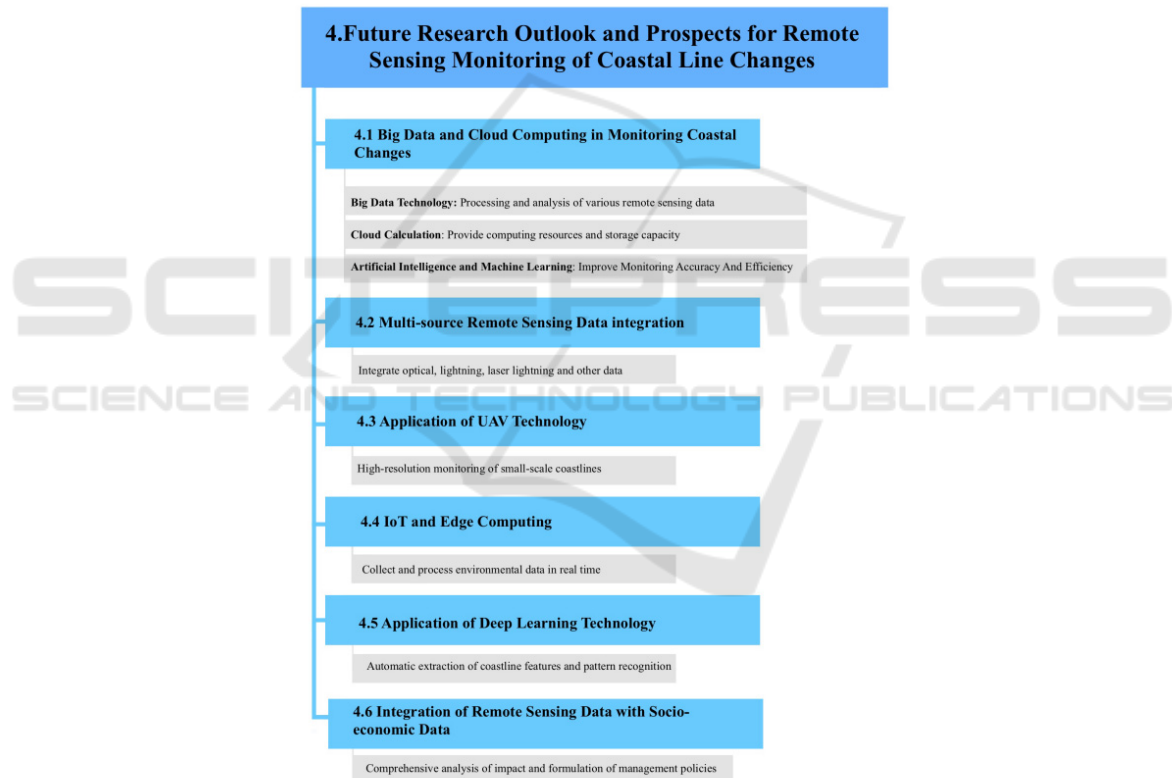 4.Future Research Outlook and Prospects for Remote
Sensing Monitoring of Coastal Line Changes
4.1 Big Data and Cloud Computing in Monitoring Coastal
Changes
Big Data Technology: Processing and analysis of various remote sensing data
Cloud Calculation: Provide computing resources and storage capacity
Artificial Intelligence and Machine Learning: Improve Monitoring Accuracy And Efficiency
SCITEPRESS
SCIENCE AND TECHNOLOGY PUBLICATIONS
4.2 Multi-source Remote Sensing Data integration
Integrate optical, lightning, laser lightning and other data
4.3 Application of UAV Technology
High-resolution monitoring of small-scale coastlines
4.4 IoT and Edge Computing
Collect and process environmental data in real time
4.5 Application of Deep Learning Technology
Automatic extraction of coastline features and pattern recognition
4.6 Integration of Remote Sensing Data with Socio-
economic Data
Comprehensive analysis of impact and formulation of management policies